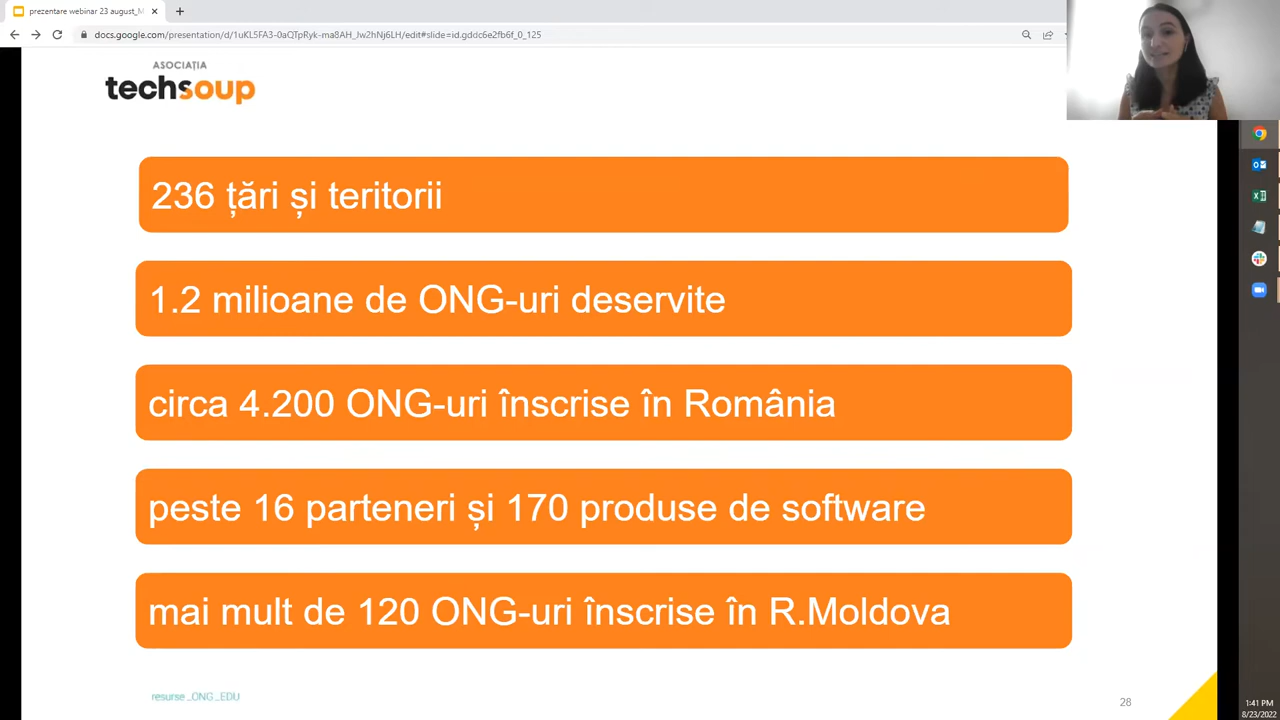 prezentare webinar 23 august_M
docs.google.com/presentation/d/1uKL5FA3-0aQTpRyk-ma8AH_Jw2hNj6LH/edit#slide=id.gddc6e2fb6f_0_125
ASOCIAȚIA
techsoup
236 țări și teritorii
1.2 milioane de ONG-uri deservite
circa 4.200 ONG-uri înscrise în România
peste 16 parteneri și 170 produse de software
mai mult de 120 ONG-uri înscrise în R.Moldova
resurse_ONG_EDU
28
1:41 PM
8/23/2022